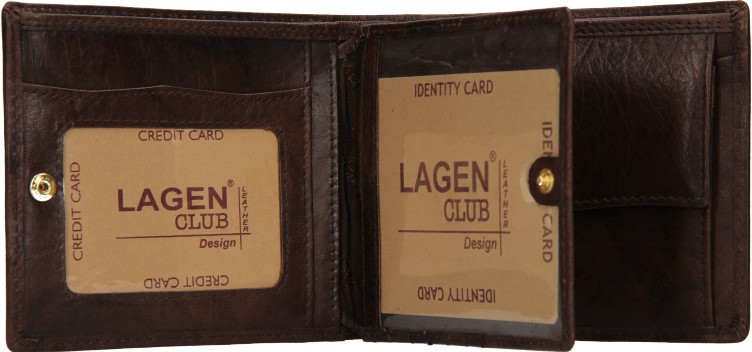 CREDIT CARD
CREDIT CARD
LAGEN®
CLUB
LEATHER
Design
CREDIT CARD
IDENTITY CARD
IDENTITY CARD
LAGEN®
CLUB
LEATHER
Design
IDENTITY CARD